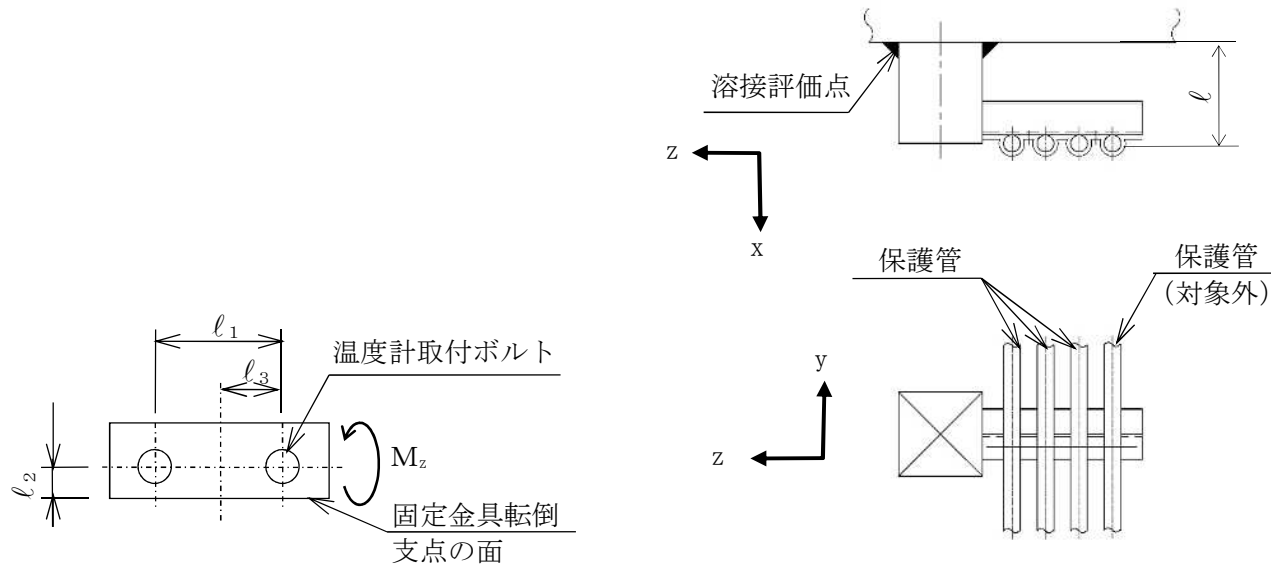 溶接評価点
ℓ
z
x
保護管
保護管
(対象外)
y
z
ℓ₁
温度計取付ボルト
ℓ₃
ℓ₂
Mz
固定金具転倒
支点の面